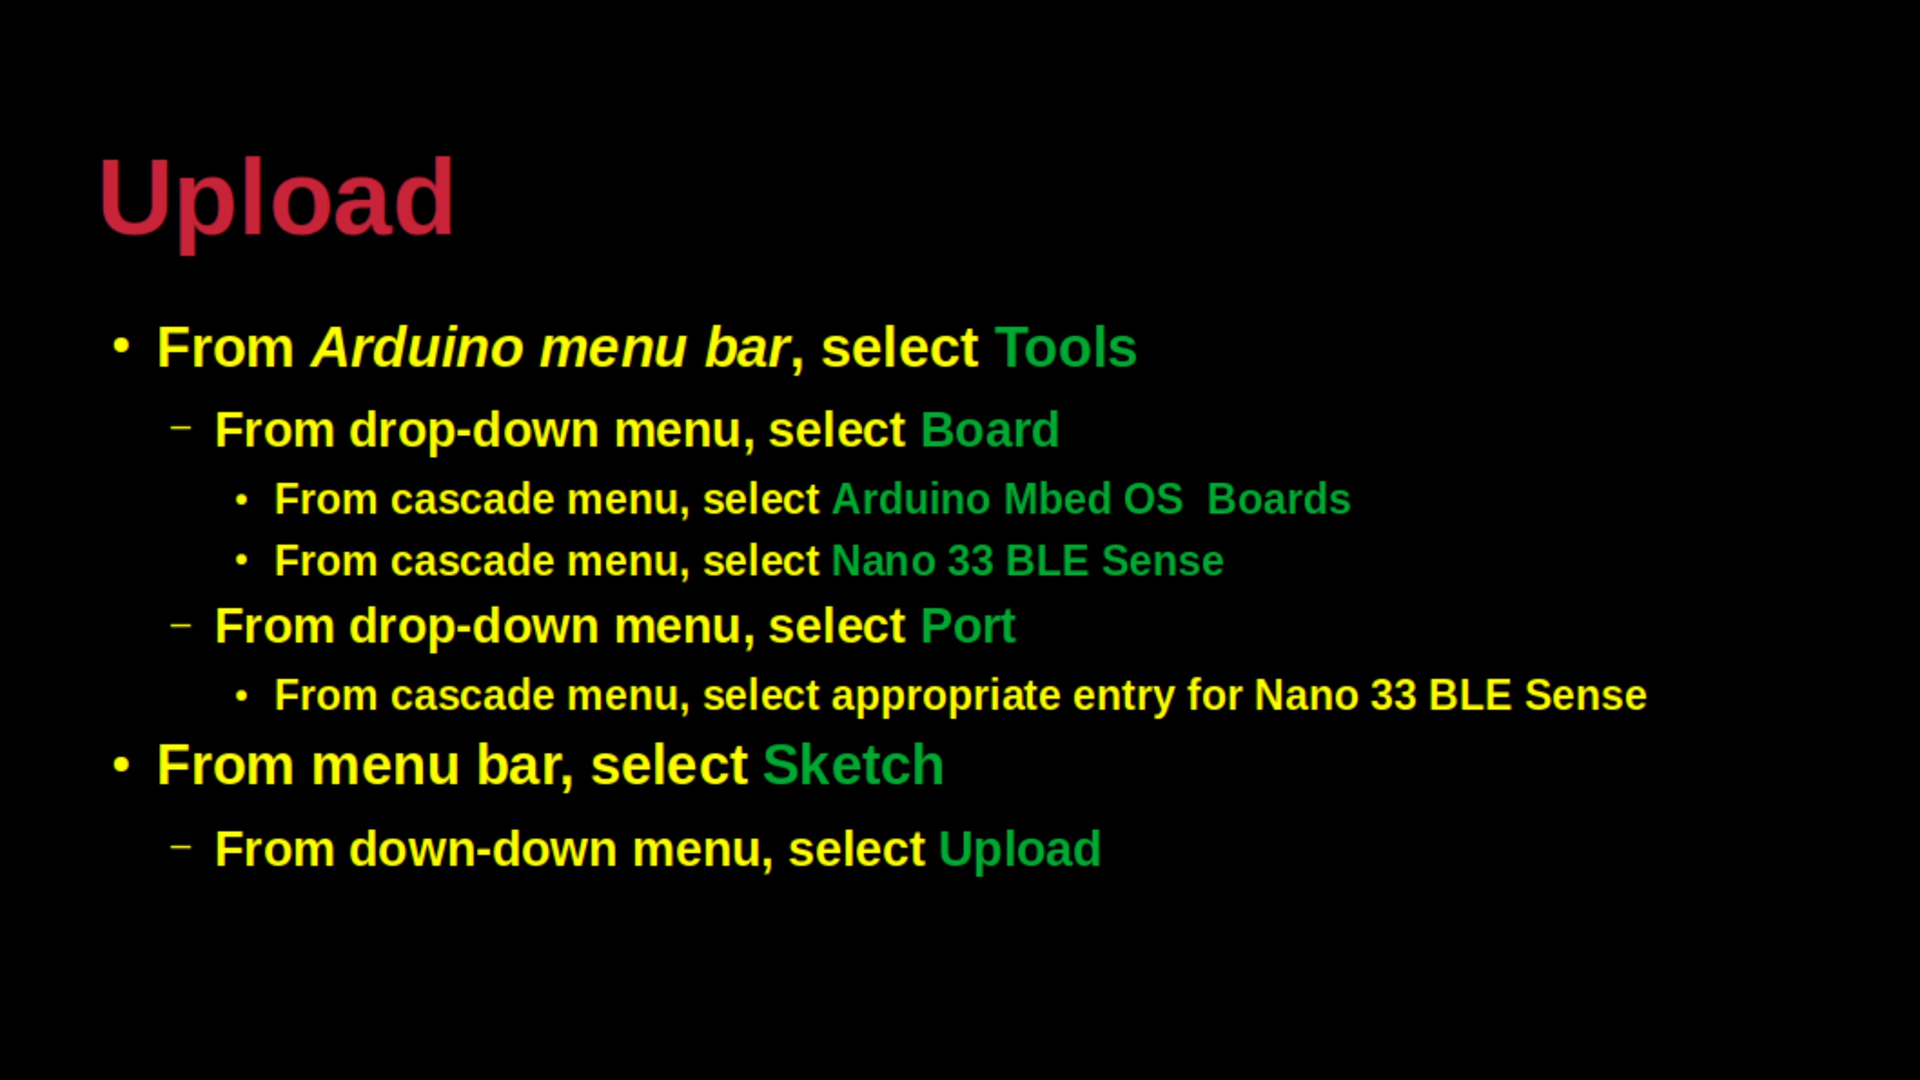 Upload
• From Arduino menu bar, select Tools
– From drop-down menu, select Board
• From cascade menu, select Arduino Mbed OS  Boards
• From cascade menu, select Nano 33 BLE Sense
– From drop-down menu, select Port
• From cascade menu, select appropriate entry for Nano 33 BLE Sense
• From menu bar, select Sketch
– From down-down menu, select Upload